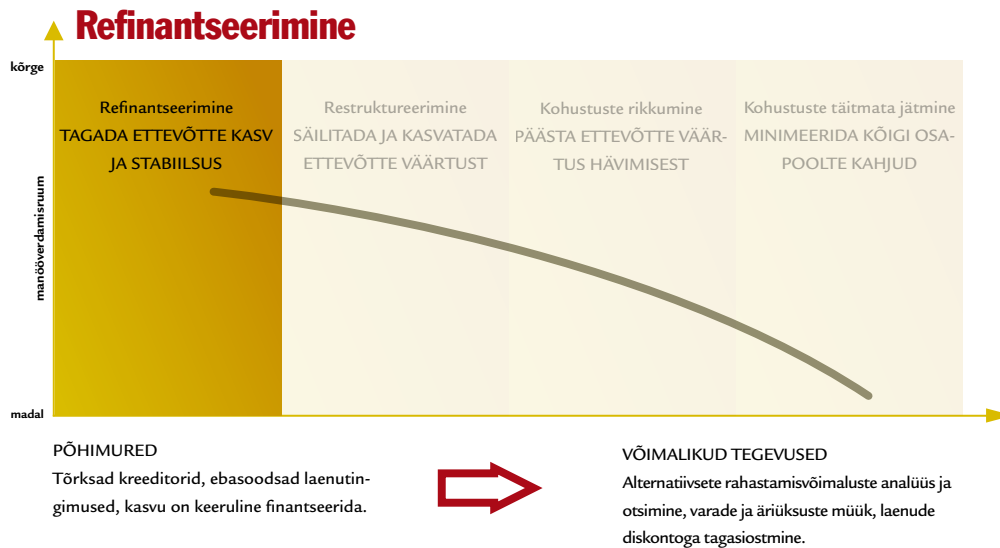 Refinantseerimine
kõrge
Refinantseerimine
TAGADA ETTEVÕTTE KASV
JA STABIILSUS
Restruktureerimine
SÄILITADA JA KASVATADA
ETTEVÕTTE VÄÄRTUST
Kohustuste rikkumine
PÄÄSTA ETTEVÕTTE VÄÄR-
TUS HÄVIMISEST
Kohustuste täitmata jätmine
MINIMEERIDA KÕIGI OSA-
POOLTE KAHJUD
manööverdamisruum
madal
PÕHIMURED
Tõrksad kreeditorid, ebasoodsad laenutin-
gimused, kasvu on keeruline finantseerida.
VÕIMALIKUD TEGEVUSED
Alternatiivsete rahastamisvõimaluste analüüs ja
otsimine, varade ja äriüksuste müük, laenude
diskontoga tagasiostmine.